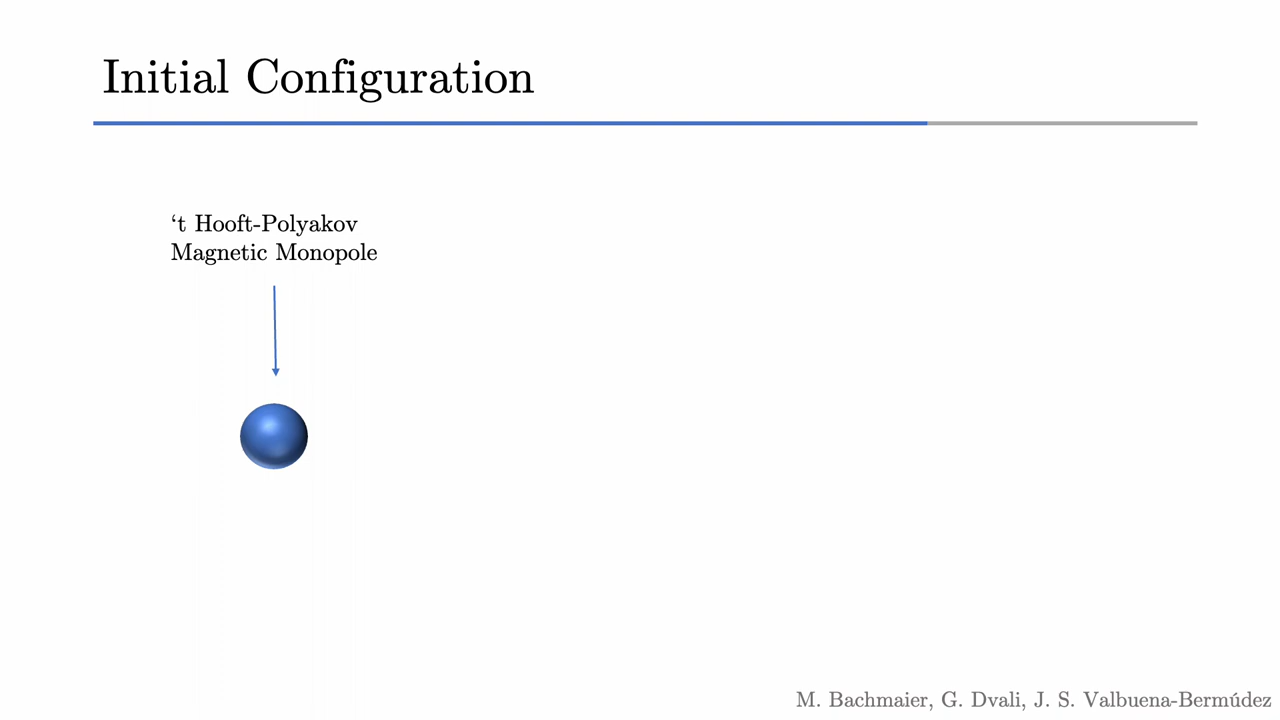 Initial Configuration
‘t Hooft-Polyakov
Magnetic Monopole
M. Bachmaier, G. Dvali, J. S. Valbuena-Bermúdez